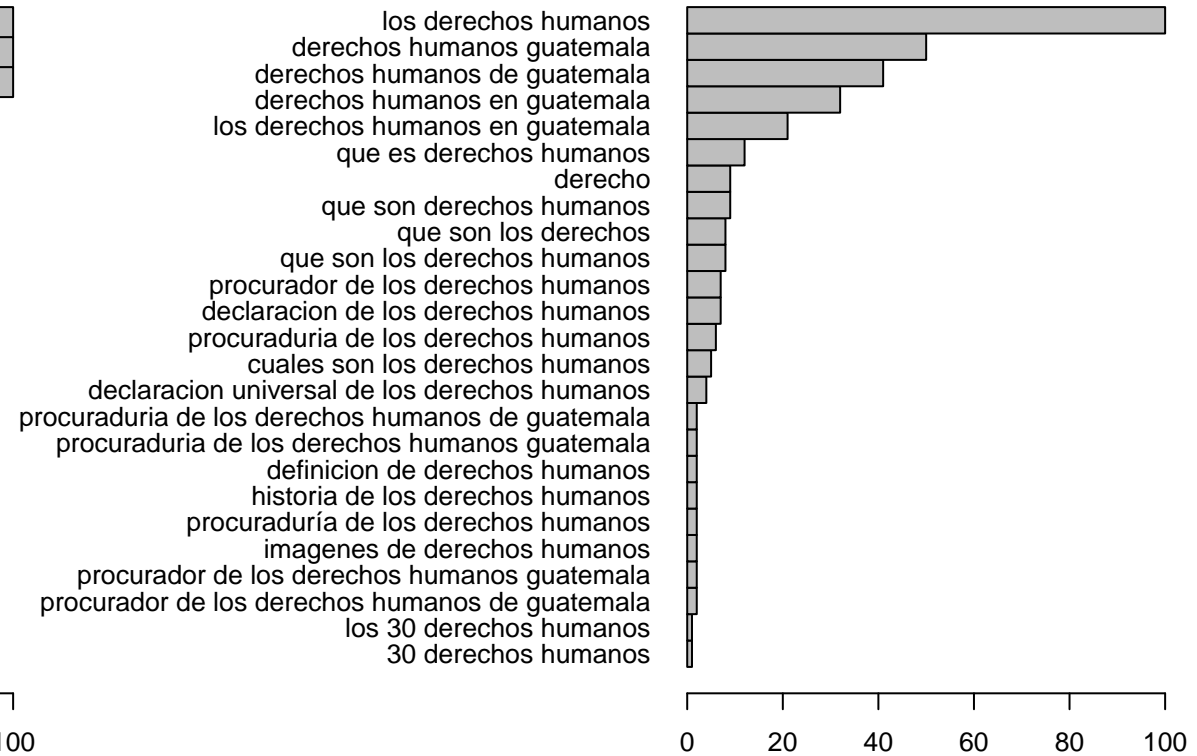 los derechos humanos
derechos humanos guatemala
derechos humanos de guatemala
derechos humanos en guatemala
los derechos humanos en guatemala
que es derechos humanos
derecho
que son derechos humanos
que son los derechos
que son los derechos humanos
procurador de los derechos humanos
declaracion de los derechos humanos
procuraduria de los derechos humanos
cuales son los derechos humanos
declaracion universal de los derechos humanos
procuraduria de los derechos humanos de guatemala
procuraduria de los derechos humanos guatemala
definicion de derechos humanos
historia de los derechos humanos
procuraduría de los derechos humanos
imagenes de derechos humanos
procurador de los derechos humanos guatemala
procurador de los derechos humanos de guatemala
los 30 derechos humanos
30 derechos humanos
00 0 20 40 60 80 100